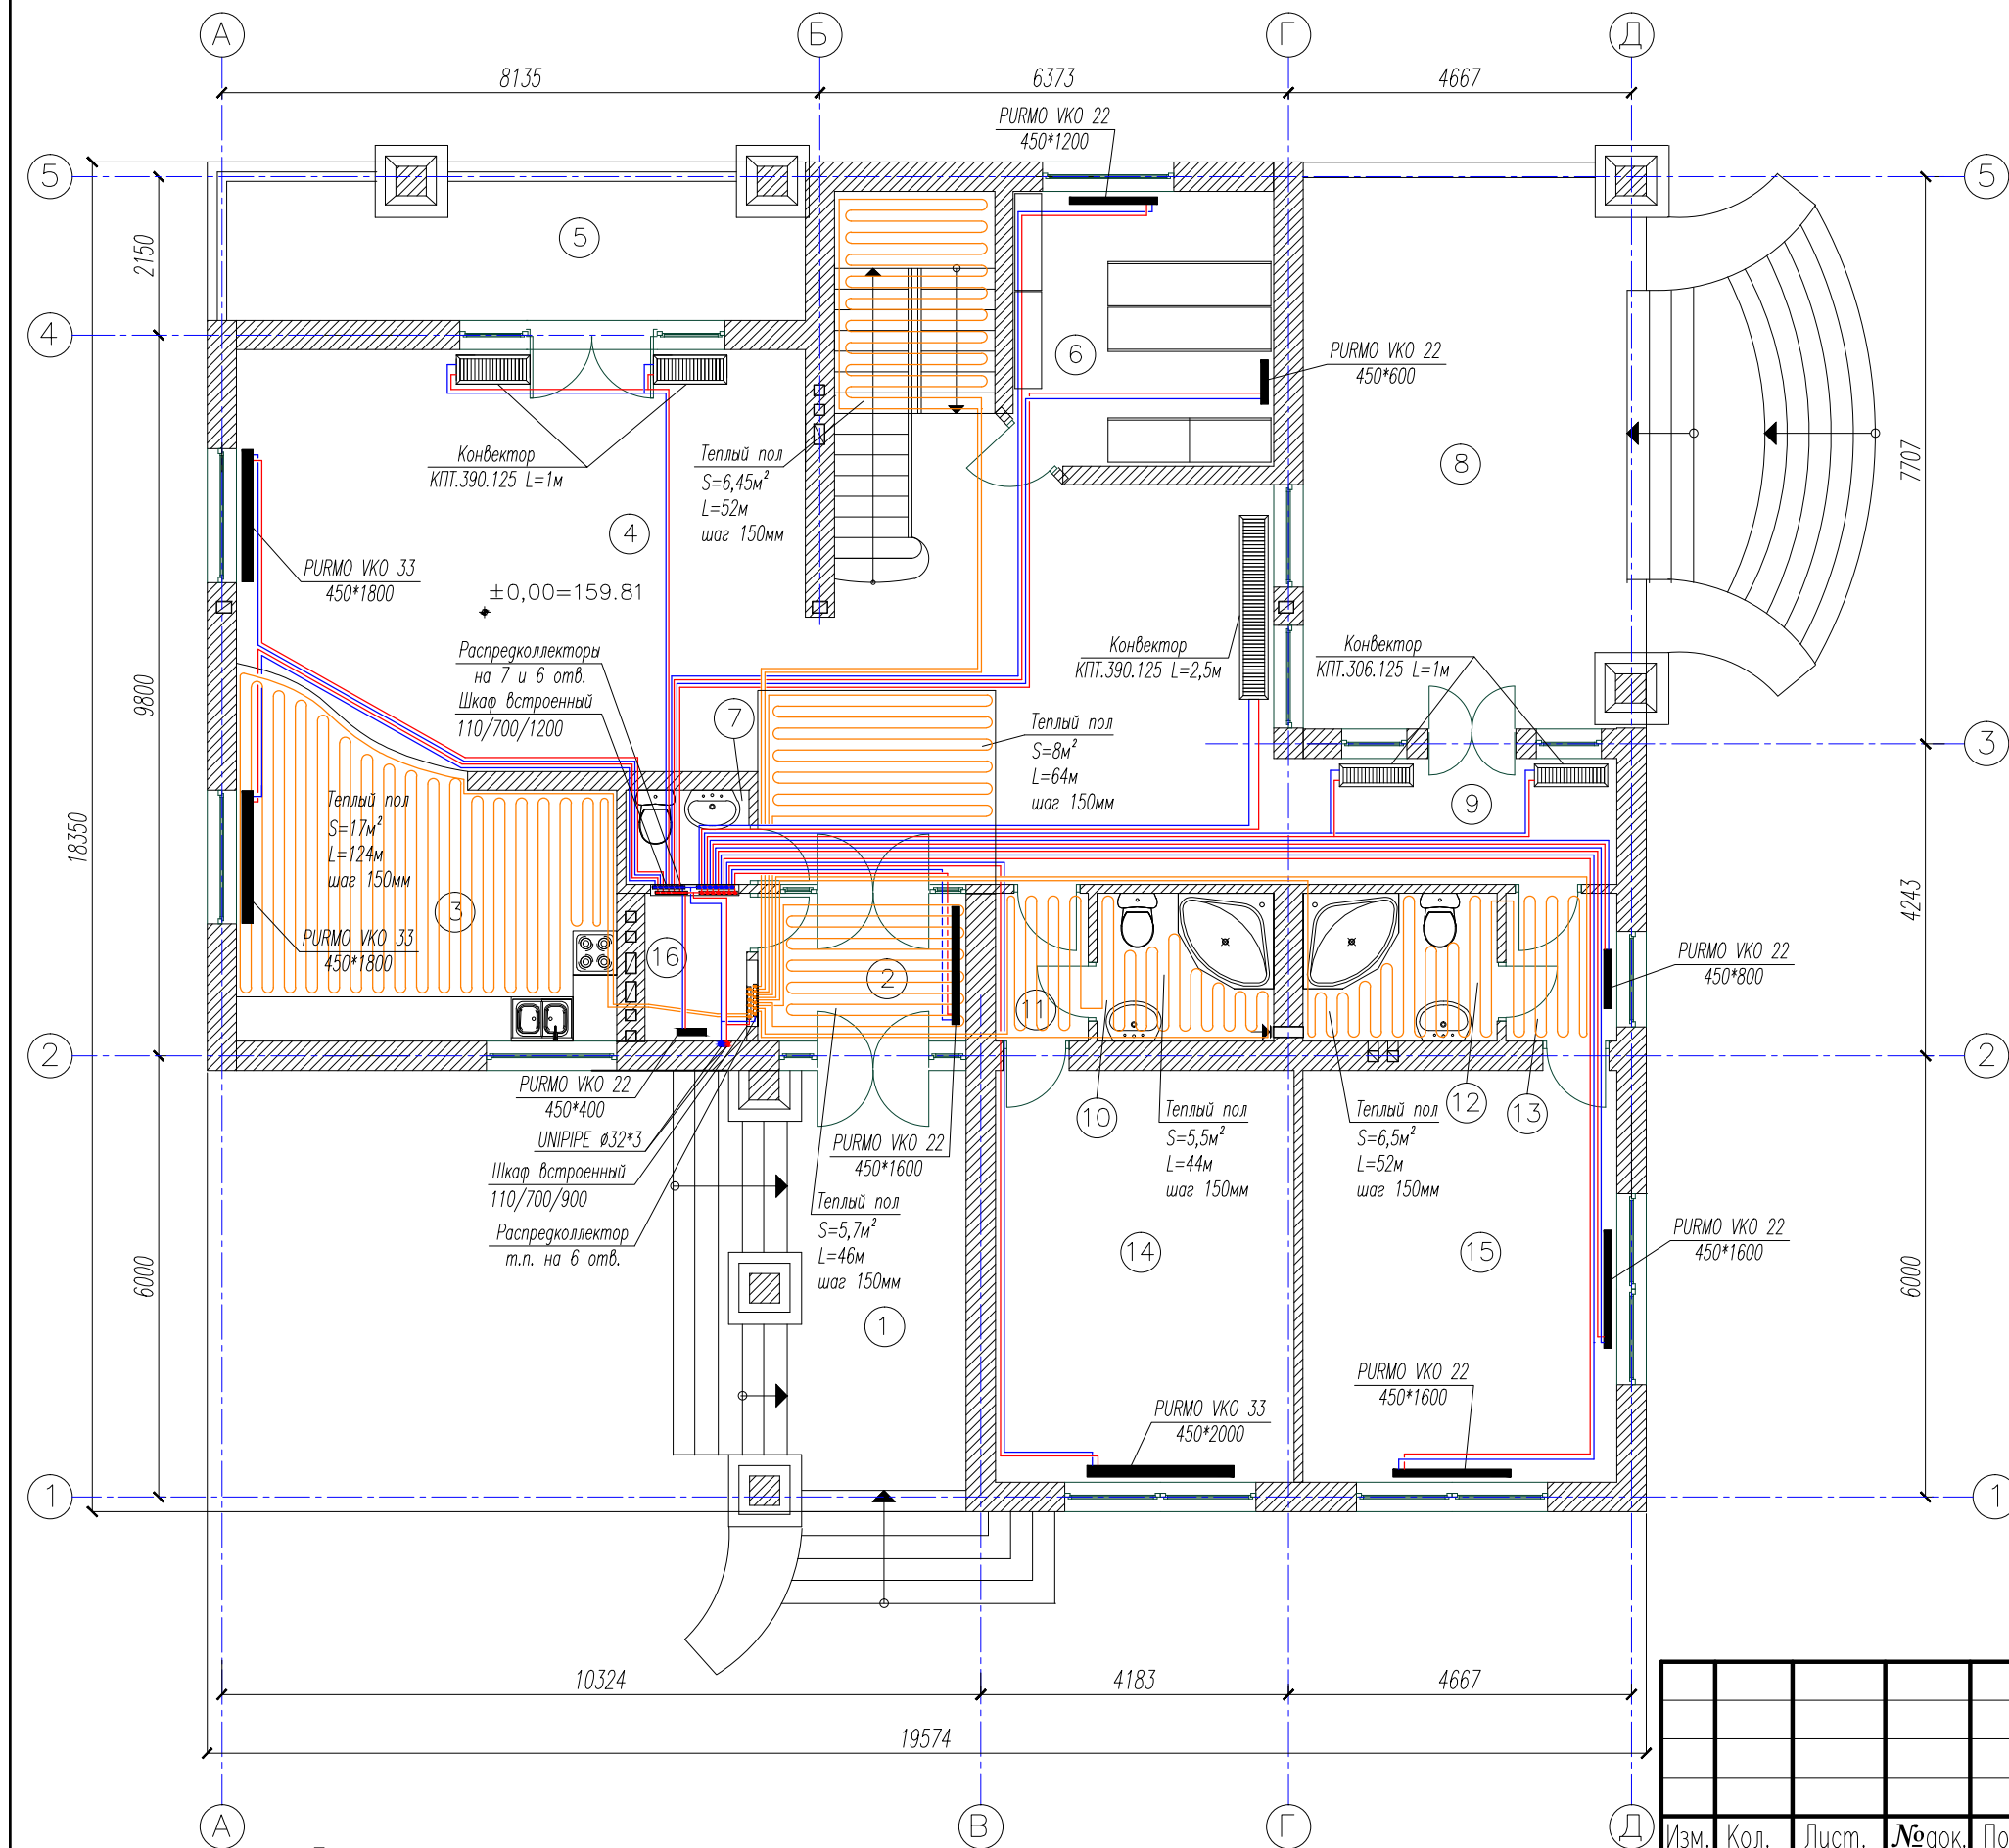 А
Б
Г
Д
8135
6373
4667
PURMO VKO 22
450*1200
5
5
5
2150
4
6
PURMO VKO 22
450*600
Конвектор
КПТ.390.125 L=1м
Теплый пол
S=6,45м²
L=52м
шаг 150мм
8
7707
4
PURMO VKO 33
450*1800
±0,00=159.81
Распредколлекторы
на 7 и 6 отв.
Шкаф встроенный
110/700/1200
Конвектор
КПТ.390.125 L=2,5м
Конвектор
КПТ.306.125 L=1м
9800
7
Теплый пол
S=8м²
L=64м
шаг 150мм
3
9
Теплый пол
S=17м²
L=124м
шаг 150мм
18350
3
PURMO VKO 33
450*1800
16
2
11
4243
PURMO VKO 22
450*800
2
2
PURMO VKO 22
450*400
UNIPIPE ø32*3
Шкаф встроенный
110/700/900
Распредколлектор
т.п. на 6 отв.
PURMO VKO 22
450*1600
Теплый пол
S=5,7м²
L=46м
шаг 150мм
10
Теплый пол
S=5,5м²
L=44м
шаг 150мм
Теплый пол
S=6,5м²
L=52м
шаг 150мм
12
13
6000
14
15
PURMO VKO 22
450*1600
6000
1
PURMO VKO 33
450*2000
PURMO VKO 22
450*1600
1
1
10324
4183
4667
19574
А
В
Г
Д
Изм.
Кол.
Лист.
№док.